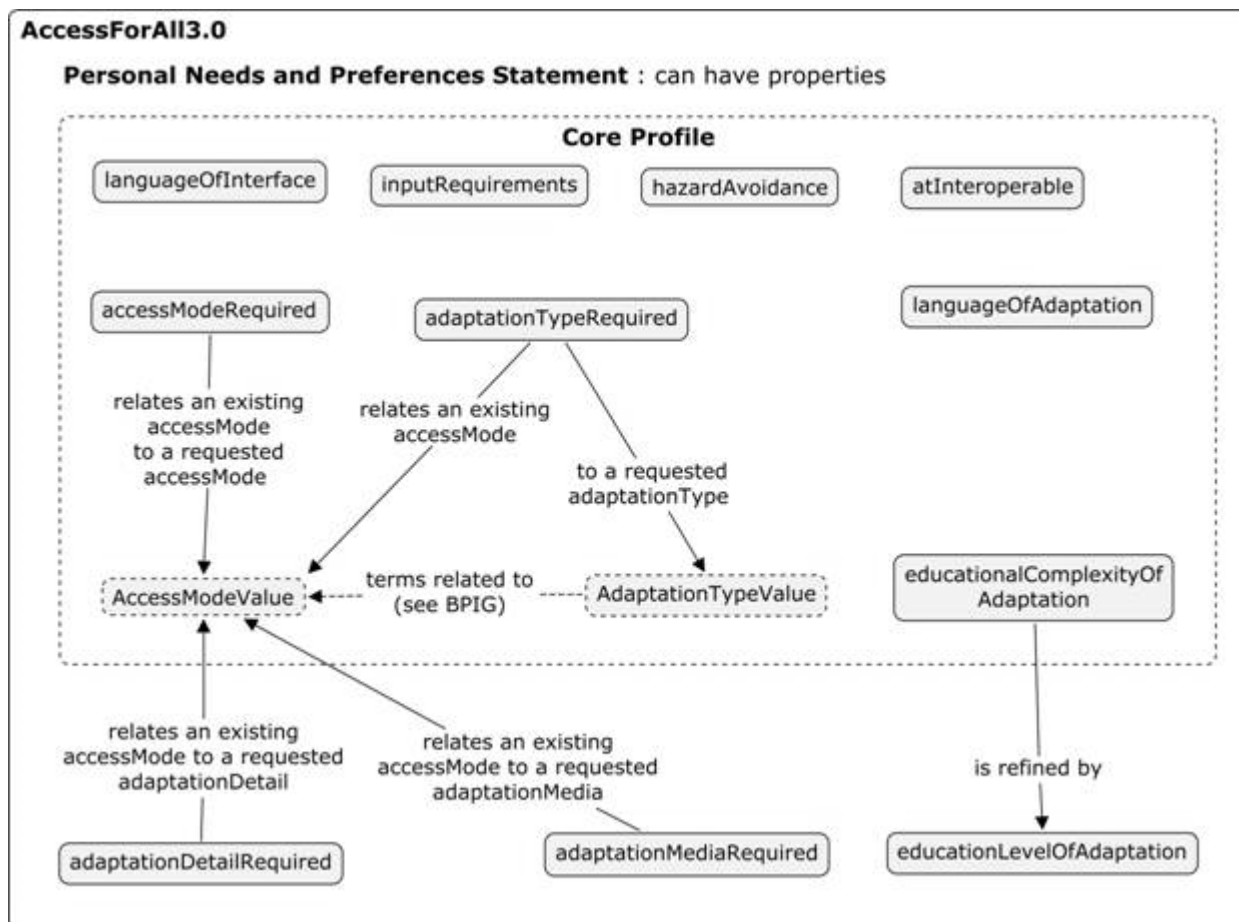 AccessForAll3.0
Personal Needs and Preferences Statement : can have properties
Core Profile
languageOfInterface
inputRequirements
hazardAvoidance
atInteroperable
accessModeRequired
adaptationTypeRequired
languageOfAdaptation
relates an existing
accessMode
to a requested
accessMode
relates an existing
accessMode
to a requested
adaptationType
AccessModeValue
terms related to
(see BPIG)
AdaptationTypeValue
educationalComplexityOf
Adaptation
relates an existing
accessMode to a requested
adaptationDetail
relates an existing
accessMode to a requested
adaptationMedia
is refined by
adaptationDetailRequired
adaptationMediaRequired
educationLevelOfAdaptation